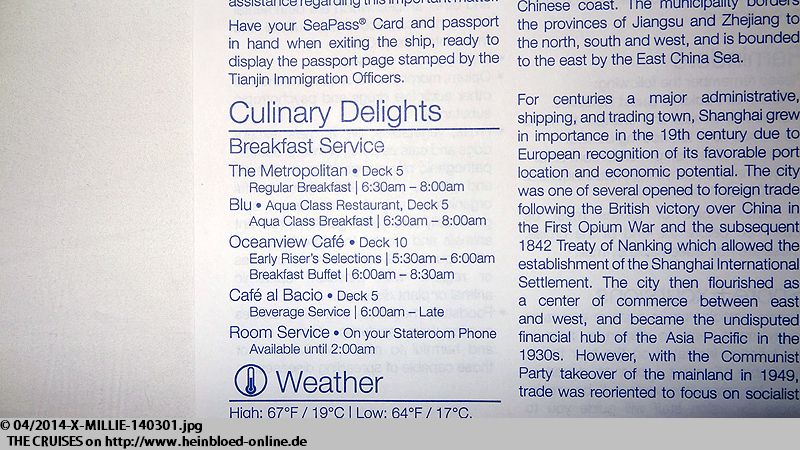 assistance regarding this important matter.
Have your SeaPass® Card and passport
in hand when exiting the ship, ready to
display the passport page stamped by the
Tianjin Immigration Officers.
Culinary Delights
Breakfast Service
The Metropolitan • Deck 5
Regular Breakfast | 6:30am – 8:00am
Blu • Aqua Class Restaurant, Deck 5
Aqua Class Breakfast | 6:30am – 8:00am
Oceanview Café • Deck 10
Early Riser's Selections | 5:30am – 6:00am
Breakfast Buffet | 6:00am – 8:30am
Café al Bacio • Deck 5
Beverage Service | 6:00am – Late
Room Service • On your Stateroom Phone
Available until 2:00am
Weather
High: 67°F / 19°C | Low: 64°F / 17°C.
Chinese coast. The municipality borders
the provinces of Jiangsu and Zhejiang to
the north, south and west, and is bounded
to the east by the East China Sea.
For centuries a major administrative,
shipping, and trading town, Shanghai grew
in importance in the 19th century due to
European recognition of its favorable port
location and economic potential. The city
was one of several opened to foreign trade
following the British victory over China in
the First Opium War and the subsequent
1842 Treaty of Nanking which allowed the
establishment of the Shanghai International
Settlement. The city then flourished as
a center of commerce between east
and west, and became the undisputed
financial hub of the Asia Pacific in the
1930s. However, with the Communist
Party takeover of the mainland in 1949,
trade was reoriented to focus on socialist
© 04/2014-X-MILLIE-140301.jpg
THE CRUISES on http://www.heinbloed-online.de